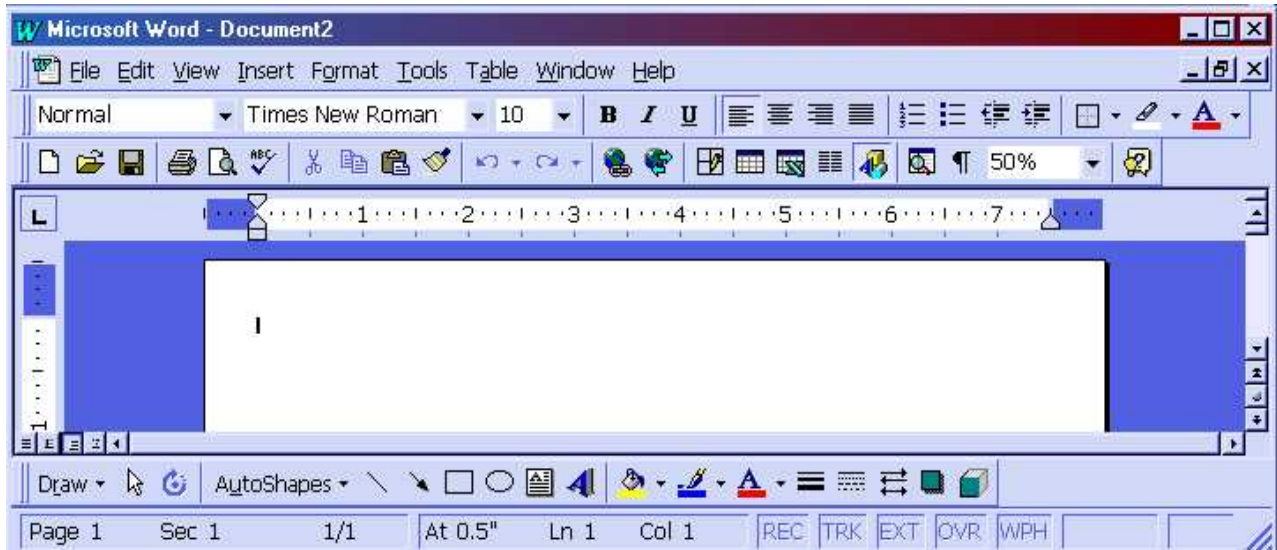 Microsoft Word - Document2
File Edit View Insert Format Tools Table Window Help
Normal Times New Roman 10 B I U A
ABC 50%
L 1 2 3 4 5 6 7
1
Draw AutoShapes A A
Page 1 Sec 1 1/1 At 0.5" Ln 1 Col 1 REC TRK EXT OVR WPH